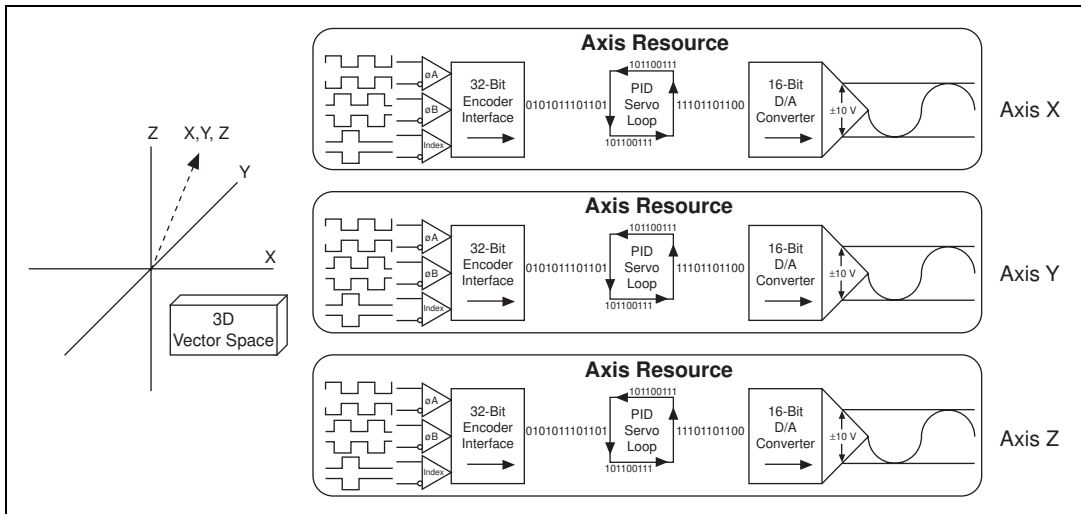 Z
X,Y, Z
Y
X
3D
Vector Space
Axis Resource
øA
øB
Index
32-Bit
Encoder
Interface
0101011101101
101100111
PID
Servo
Loop
101100111
11101101100
16-Bit
D/A
Converter
±10 V
Axis X
Axis Resource
øA
øB
Index
32-Bit
Encoder
Interface
0101011101101
101100111
PID
Servo
Loop
101100111
11101101100
16-Bit
D/A
Converter
±10 V
Axis Y
Axis Resource
øA
øB
Index
32-Bit
Encoder
Interface
0101011101101
101100111
PID
Servo
Loop
101100111
11101101100
16-Bit
D/A
Converter
±10 V
Axis Z